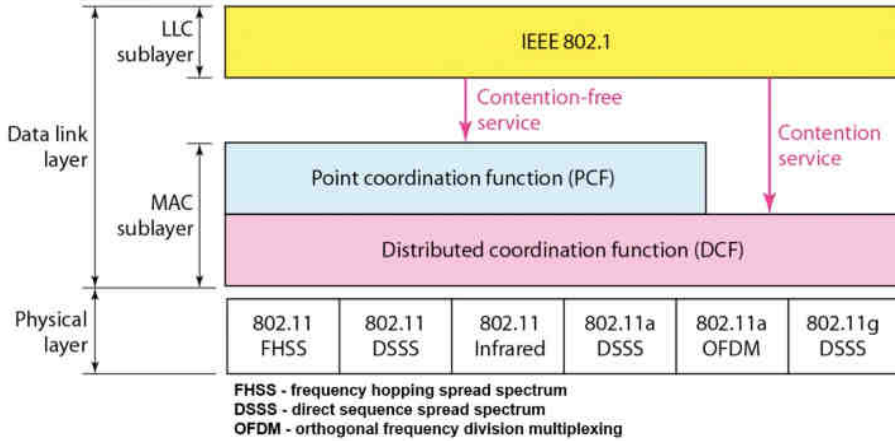 LLC
sublayer
IEEE 802.1
Contention-free
service
Contention
service
Data link
layer
Point coordination function (PCF)
MAC
sublayer
Distributed coordination function (DCF)
Physical
layer
802.11
FHSS
802.11
DSSS
802.11
Infrared
802.11a
DSSS
802.11a
OFDM
802.11g
DSSS
FHSS - frequency hopping spread spectrum
DSSS - direct sequence spread spectrum
OFDM - orthogonal frequency division multiplexing